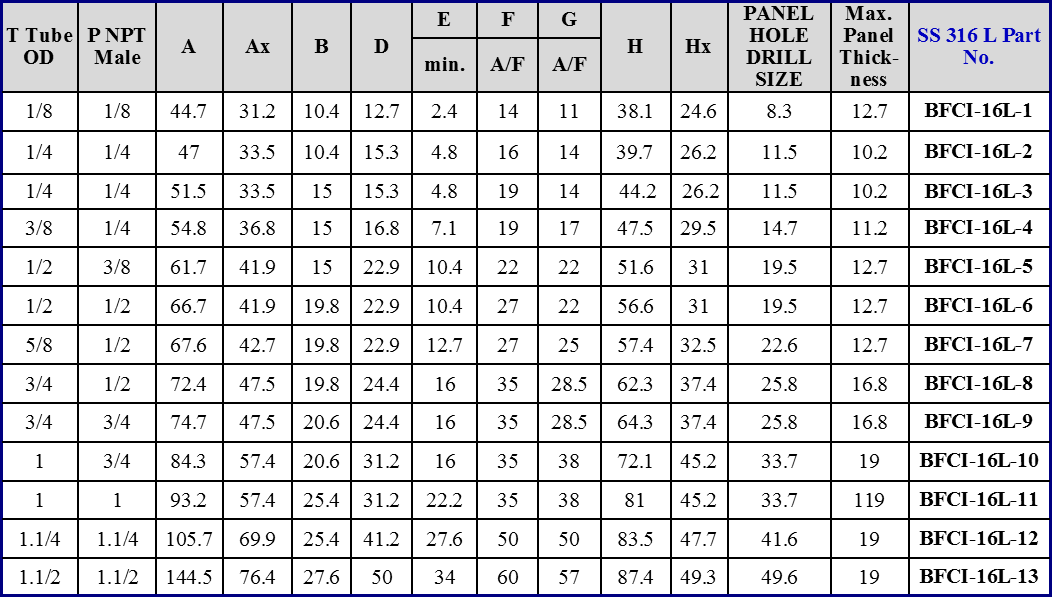 T Tube OD P NPT Male A Ax B D E F G H Hx PANEL HOLE DRILL SIZE Max. Panel Thick-ness SS 316 L Part No.
min. A/F A/F
1/8 1/8 44.7 31.2 10.4 12.7 2.4 14 11 38.1 24.6 8.3 12.7 BFCI-16L-1
1/4 1/4 47 33.5 10.4 15.3 4.8 16 14 39.7 26.2 11.5 10.2 BFCI-16L-2
1/4 1/4 51.5 33.5 15 15.3 4.8 19 14 44.2 26.2 11.5 10.2 BFCI-16L-3
3/8 1/4 54.8 36.8 15 16.8 7.1 19 17 47.5 29.5 14.7 11.2 BFCI-16L-4
1/2 3/8 61.7 41.9 15 22.9 10.4 22 22 51.6 31 19.5 12.7 BFCI-16L-5
1/2 1/2 66.7 41.9 19.8 22.9 10.4 27 22 56.6 31 19.5 12.7 BFCI-16L-6
5/8 1/2 67.6 42.7 19.8 22.9 12.7 27 25 57.4 32.5 22.6 12.7 BFCI-16L-7
3/4 1/2 72.4 47.5 19.8 24.4 16 35 28.5 62.3 37.4 25.8 16.8 BFCI-16L-8
3/4 3/4 74.7 47.5 20.6 24.4 16 35 28.5 64.3 37.4 25.8 16.8 BFCI-16L-9
1 3/4 84.3 57.4 20.6 31.2 16 35 38 72.1 45.2 33.7 19 BFCI-16L-10
1 1 93.2 57.4 25.4 31.2 22.2 35 38 81 45.2 33.7 119 BFCI-16L-11
1.1/4 1.1/4 105.7 69.9 25.4 41.2 27.6 50 50 83.5 47.7 41.6 19 BFCI-16L-12
1.1/2 1.1/2 144.5 76.4 27.6 50 34 60 57 87.4 49.3 49.6 19 BFCI-16L-13